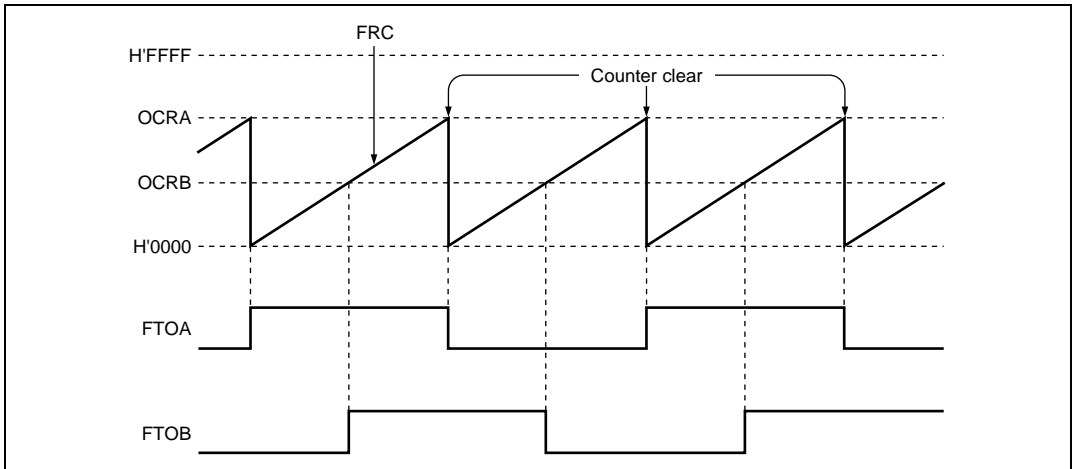 FRC
H'FFFF
Counter clear
OCRA
OCRB
H'0000
FTOA
FTOB